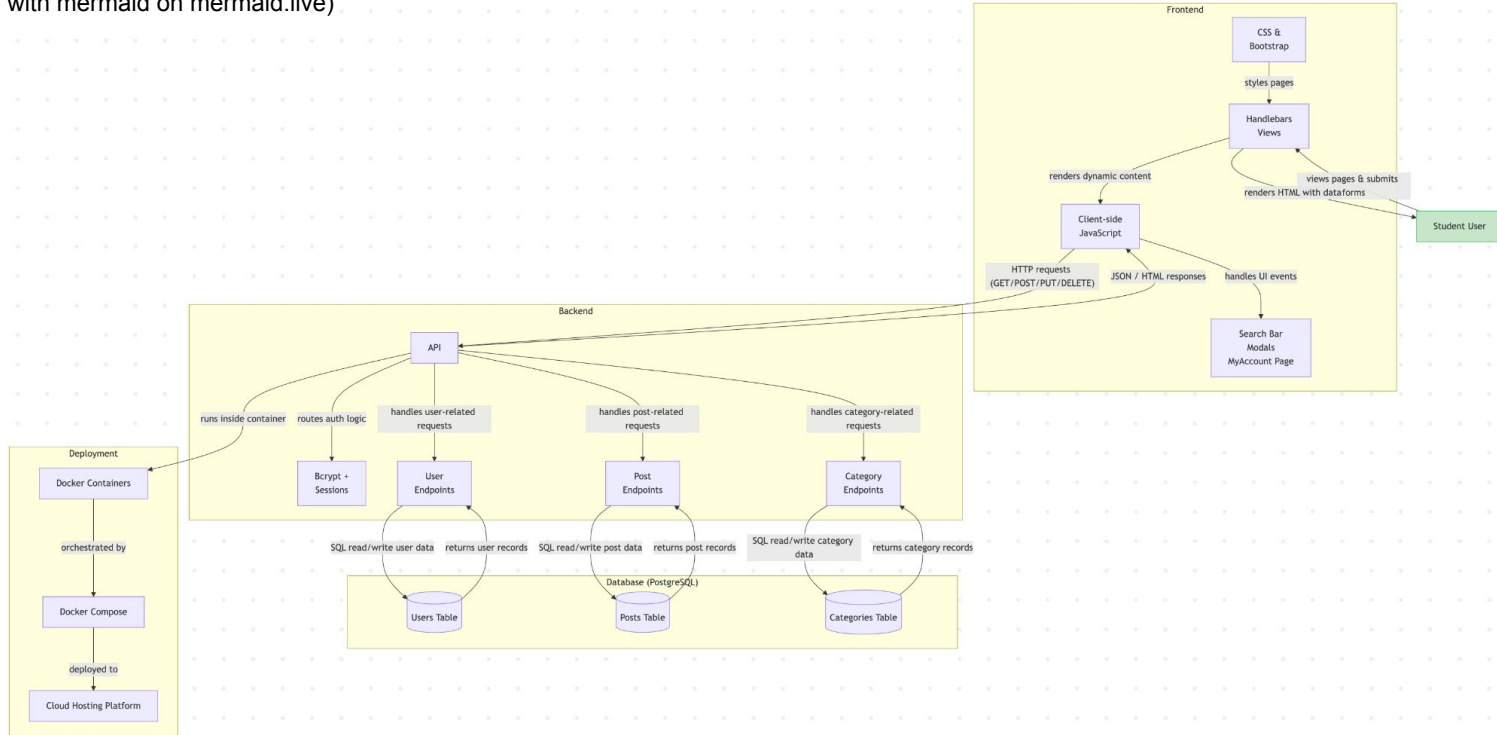 with mermaid on mermaid.live)
Frontend
CSS &
Bootstrap
styles pages
Handlebars
Views
renders dynamic content
views pages & submits
renders HTML with data
forms
Student User
Client-side
JavaScript
HTTP requests
(GET/POST/PUT/DELETE)
JSON / HTML responses
handles UI events
Search Bar
Modals
MyAccount Page
Backend
API
runs inside container
routes auth logic
handles user-related
requests
handles post-related
requests
handles category-related
requests
Bcrypt +
Sessions
User
Endpoints
Post
Endpoints
Category
Endpoints
SQL read/write user data
returns user records
SQL read/write post data
returns post records
SQL read/write category
data
returns category records
Database (PostgreSQL)
Users Table
Posts Table
Categories Table
Deployment
Docker Containers
orchestrated by
Docker Compose
deployed to
Cloud Hosting Platform